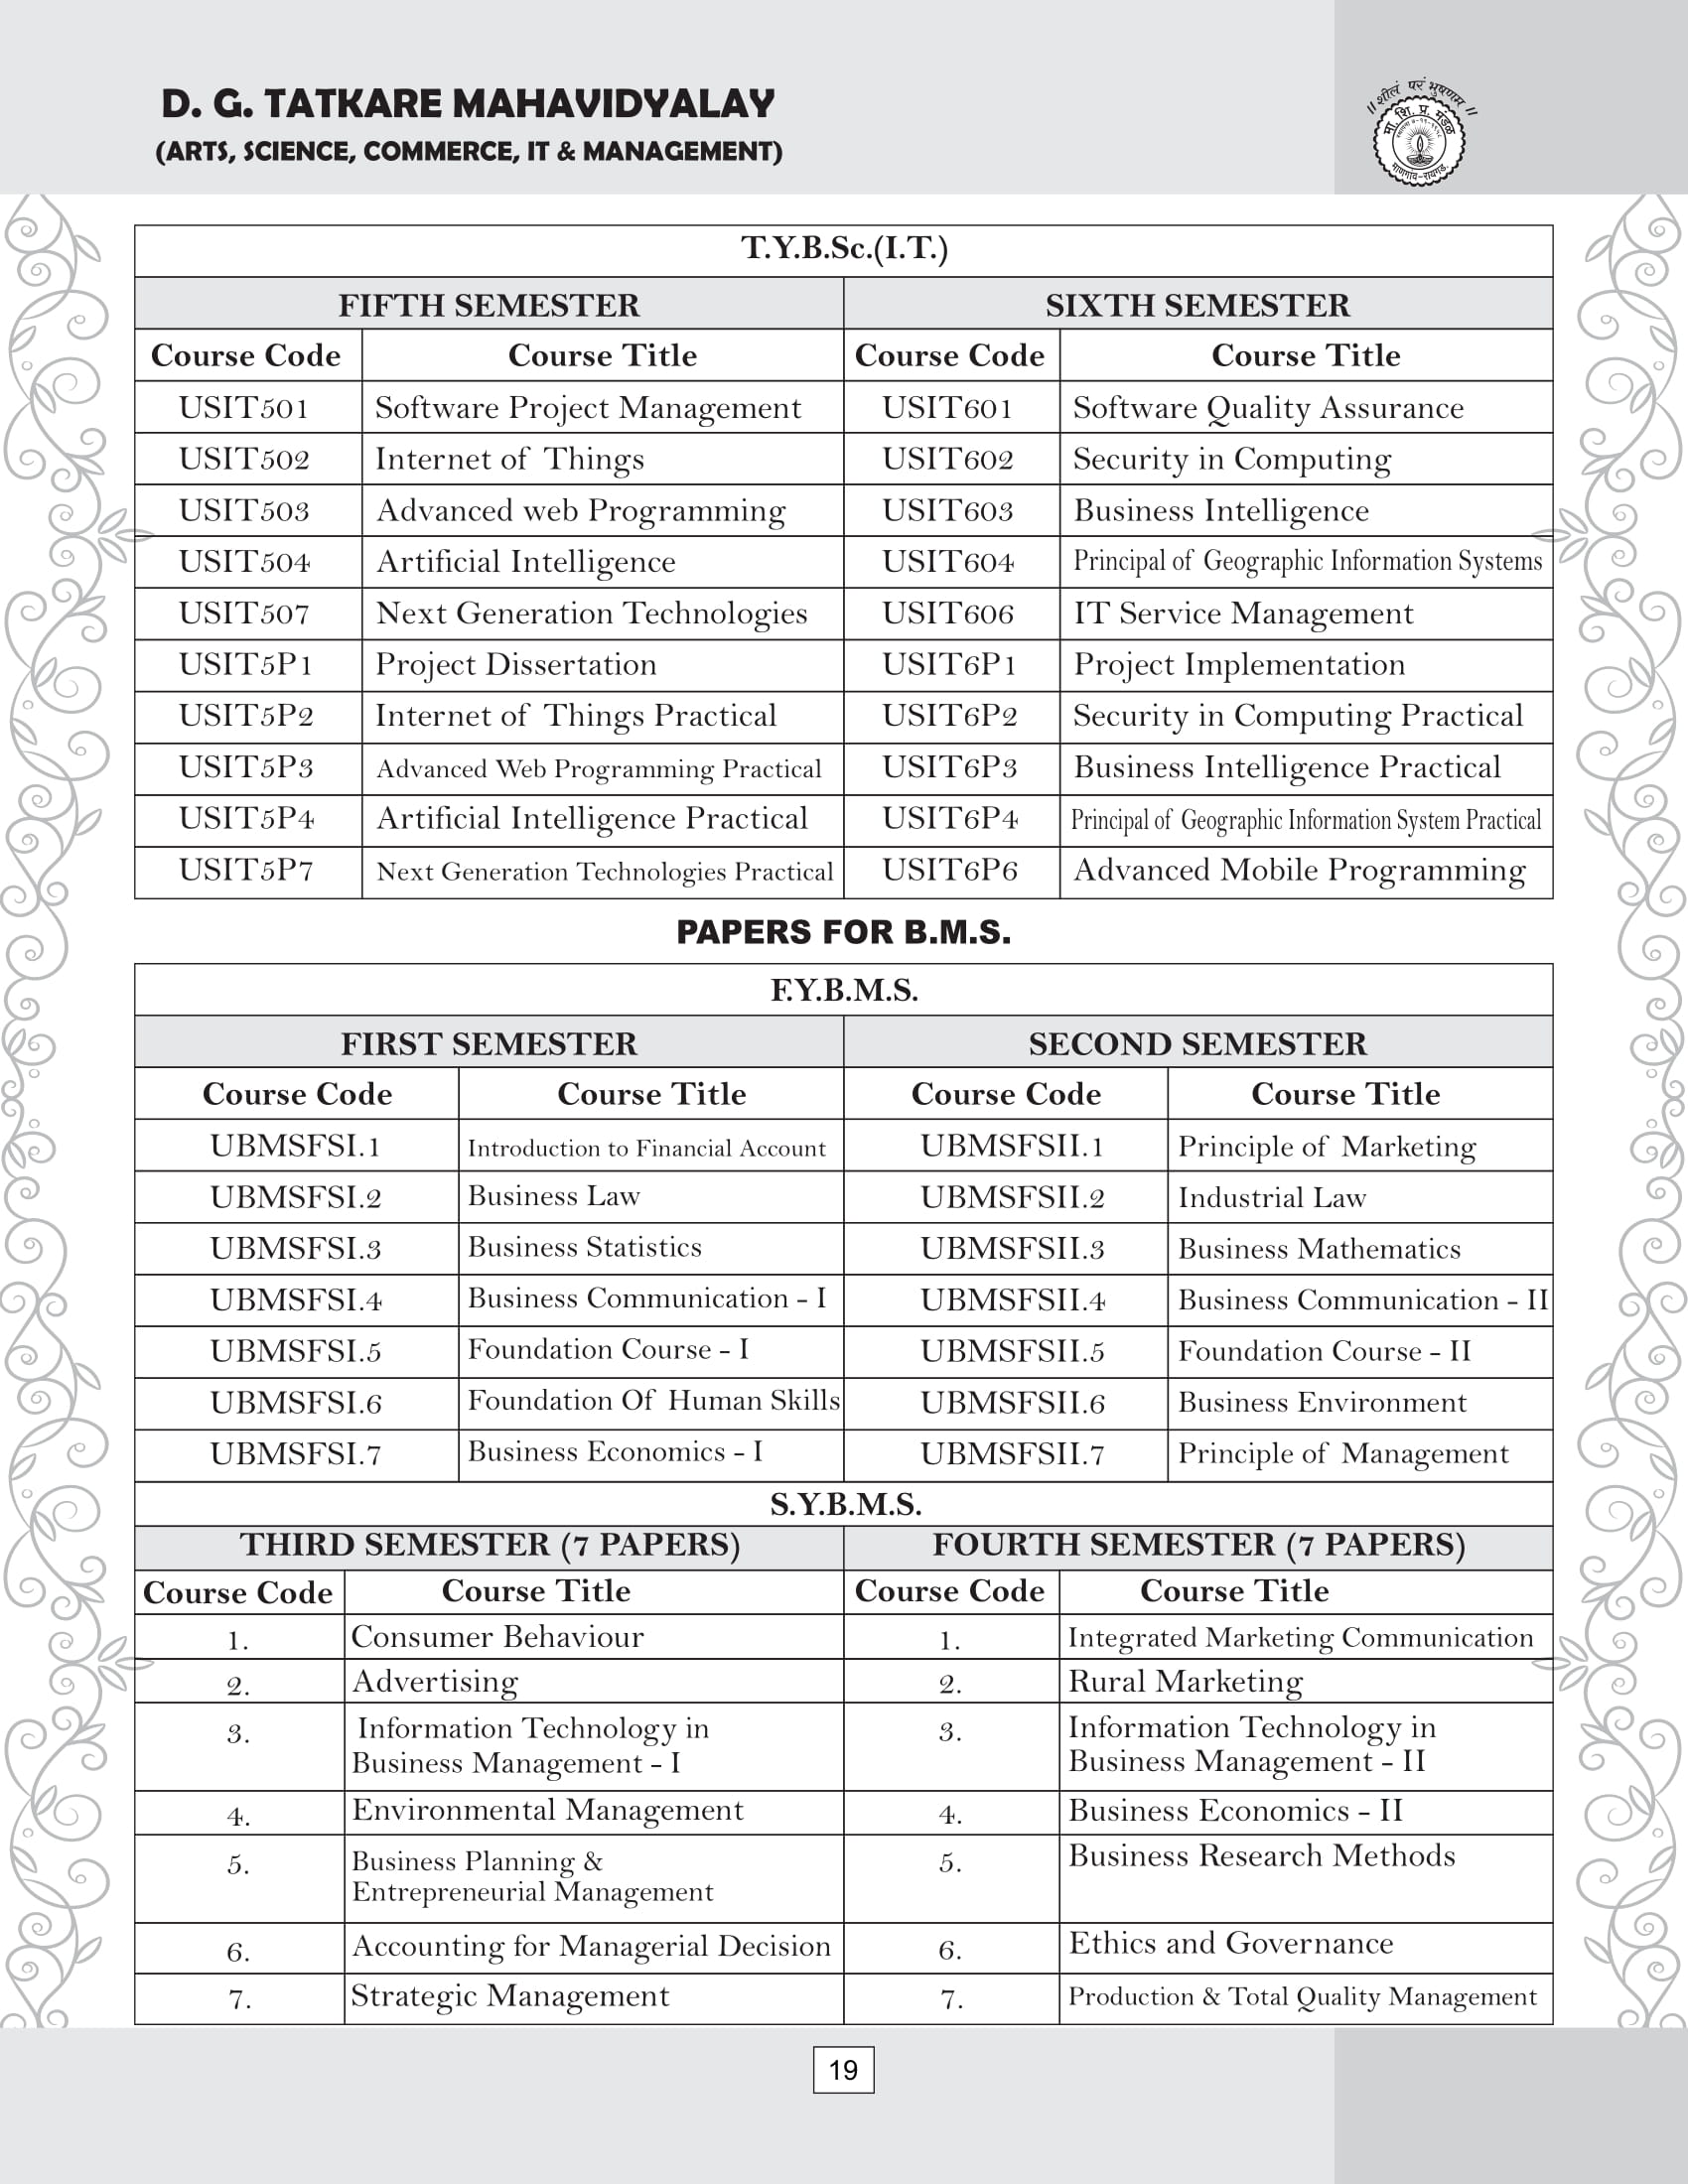 D. G. TATKARE MAHAVIDYALAY
(ARTS, SCIENCE, COMMERCE, IT & MANAGEMENT)
॥ शीलं परं भुषणम ॥
मा. शि. प्र. मंडळ
माणगांव-रायगड.
T.Y.B.Sc.(I.T.)
FIFTH SEMESTER SIXTH SEMESTER
Course Code Course Title Course Code Course Title
USIT501 Software Project Management USIT601 Software Quality Assurance
USIT502 Internet of Things USIT602 Security in Computing
USIT503 Advanced web Programming USIT603 Business Intelligence
USIT504 Artificial Intelligence USIT604 Principal of Geographic Information Systems
USIT507 Next Generation Technologies USIT606 IT Service Management
USIT5P1 Project Dissertation USIT6P1 Project Implementation
USIT5P2 Internet of Things Practical USIT6P2 Security in Computing Practical
USIT5P3 Advanced Web Programming Practical USIT6P3 Business Intelligence Practical
USIT5P4 Artificial Intelligence Practical USIT6P4 Principal of Geographic Information System Practical
USIT5P7 Next Generation Technologies Practical USIT6P6 Advanced Mobile Programming
PAPERS FOR B.M.S.
F.Y.B.M.S.
FIRST SEMESTER SECOND SEMESTER
Course Code Course Title Course Code Course Title
UBMSFSI.1 Introduction to Financial Account UBMSFSII.1 Principle of Marketing
UBMSFSI.2 Business Law UBMSFSII.2 Industrial Law
UBMSFSI.3 Business Statistics UBMSFSII.3 Business Mathematics
UBMSFSI.4 Business Communication - I UBMSFSII.4 Business Communication - II
UBMSFSI.5 Foundation Course - I UBMSFSII.5 Foundation Course - II
UBMSFSI.6 Foundation Of Human Skills UBMSFSII.6 Business Environment
UBMSFSI.7 Business Economics - I UBMSFSII.7 Principle of Management
S.Y.B.M.S.
THIRD SEMESTER (7 PAPERS) FOURTH SEMESTER (7 PAPERS)
Course Code Course Title Course Code Course Title
1. Consumer Behaviour 1. Integrated Marketing Communication
2. Advertising 2. Rural Marketing
3. Information Technology in 3. Information Technology in
Business Management - I Business Management - II
4. Environmental Management 4. Business Economics - II
5. Business Planning & 5. Business Research Methods
Entrepreneurial Management
6. Accounting for Managerial Decision 6. Ethics and Governance
7. Strategic Management 7. Production & Total Quality Management
19